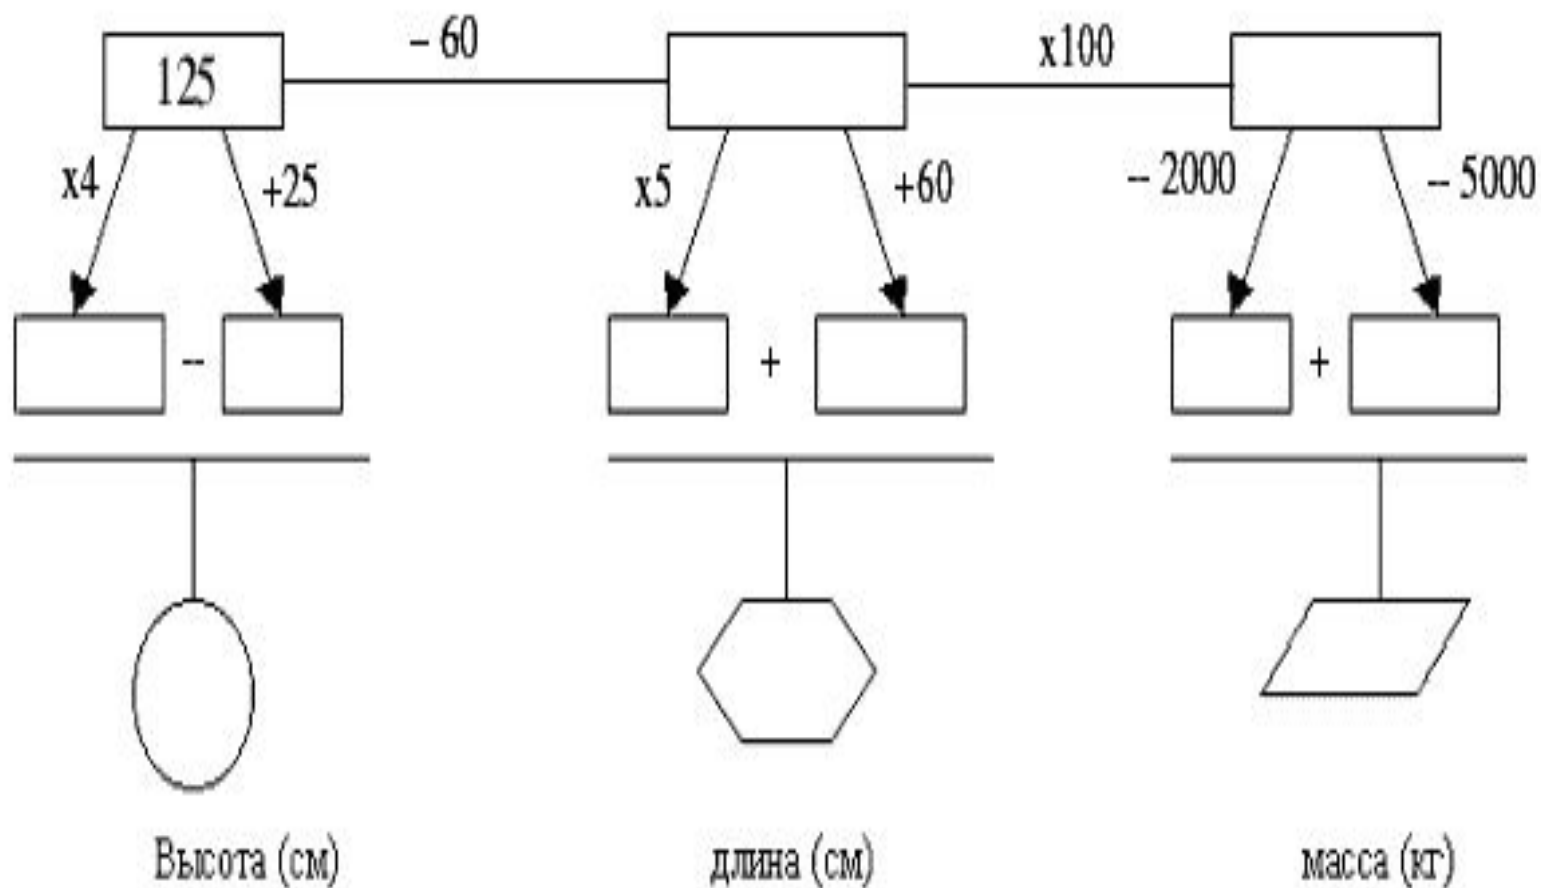 125 – 60 x100
x4 +25 x5 +60 – 2000 – 5000
– + +
Высота (см) длина (см) масса (кг)